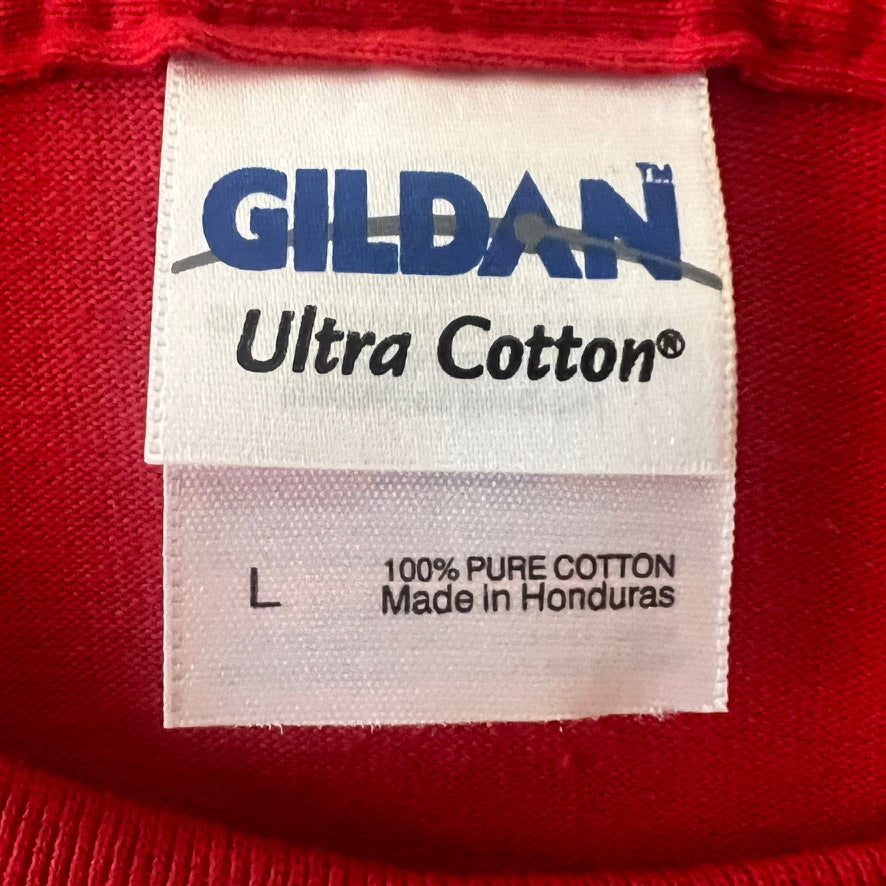 GILDAN™
Ultra Cotton®
L
100% PURE COTTON
Made in Honduras